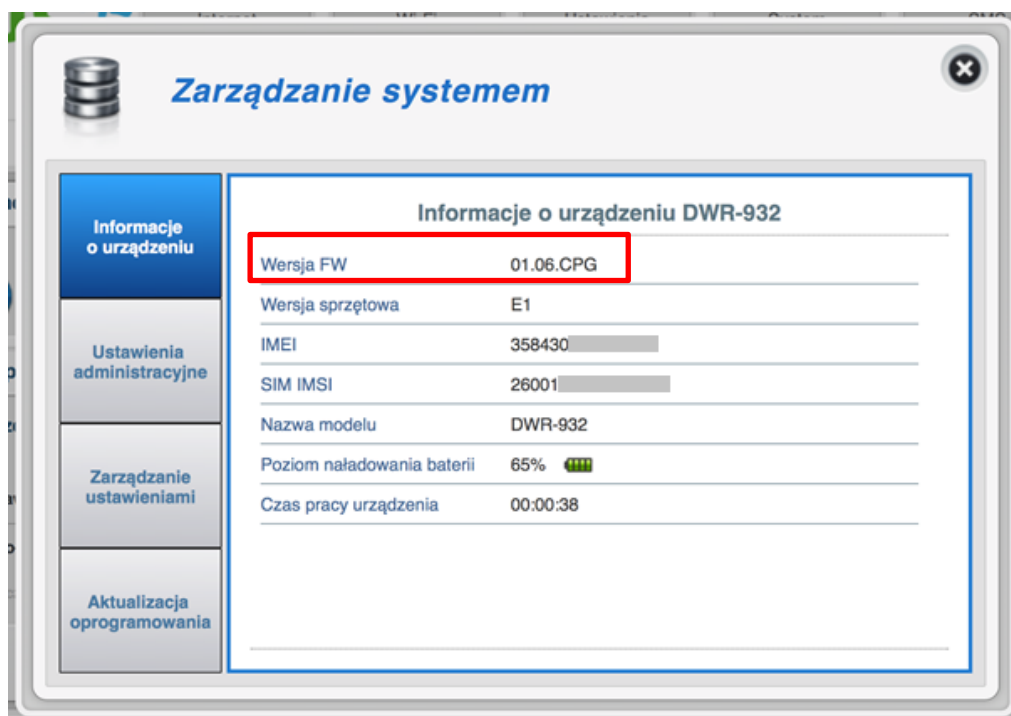 Zarządzanie systemem
Informacje
o urządzeniu
Ustawienia
administracyjne
Zarządzanie
ustawieniami
Aktualizacja
oprogramowania
Informacje o urządzeniu DWR-932
Wersja FW 01.06.CPG
Wersja sprzętowa E1
IMEI 358430
SIM IMSI 26001
Nazwa modelu DWR-932
Poziom naładowania baterii 65%
Czas pracy urządzenia 00:00:38